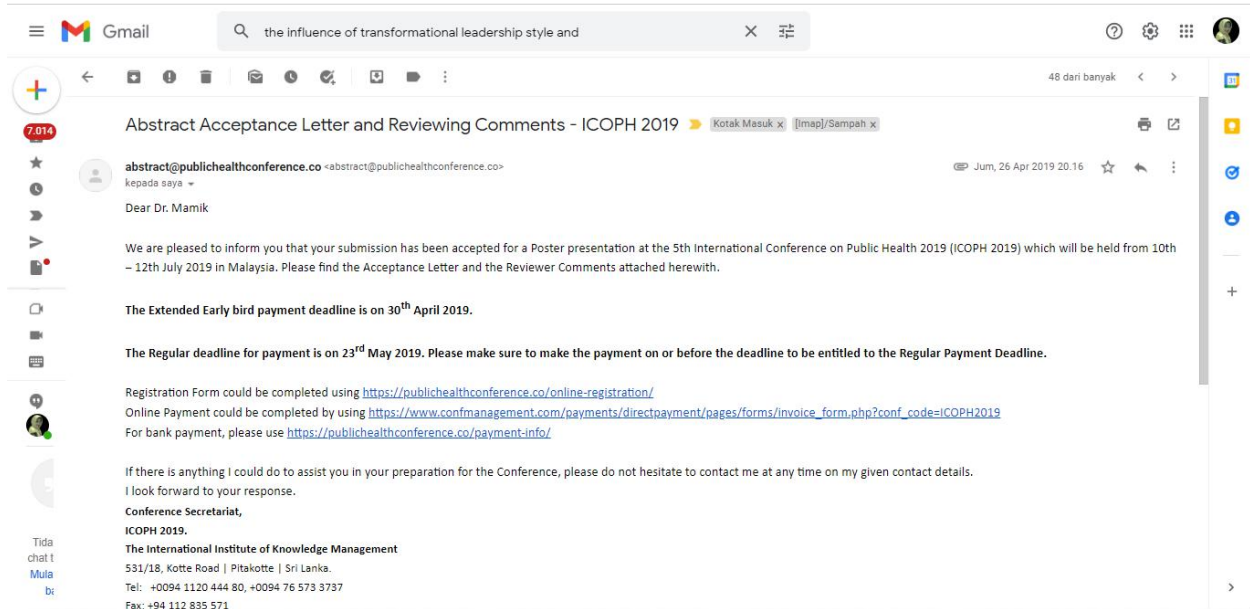 Gmail
the influence of transformational leadership style and
48 dari banyak
7.014
Abstract Acceptance Letter and Reviewing Comments - ICOPH 2019 Kotak Masuk x [Imap]/Sampah x
abstract@publichealthconference.co <abstract@publichealthconference.co> Jum, 26 Apr 2019 20.16
kepada saya
Dear Dr. Mamik
We are pleased to inform you that your submission has been accepted for a Poster presentation at the 5th International Conference on Public Health 2019 (ICOPH 2019) which will be held from 10th
– 12th July 2019 in Malaysia. Please find the Acceptance Letter and the Reviewer Comments attached herewith.
The Extended Early bird payment deadline is on 30th April 2019.
The Regular deadline for payment is on 23rd May 2019. Please make sure to make the payment on or before the deadline to be entitled to the Regular Payment Deadline.
Registration Form could be completed using https://publichealthconference.co/online-registration/
Online Payment could be completed by using https://www.confmanagement.com/payments/directpayment/pages/forms/invoice_form.php?conf_code=ICOPH2019
For bank payment, please use https://publichealthconference.co/payment-info/
If there is anything I could do to assist you in your preparation for the Conference, please do not hesitate to contact me at any time on my given contact details.
I look forward to your response.
Conference Secretariat,
ICOPH 2019.
The International Institute of Knowledge Management
531/18, Kotte Road | Pitakotte | Sri Lanka.
Tel: +0094 1120 444 80, +0094 76 573 3737
Fax: +94 112 835 571
Tida
chat t
Mula
ba
31